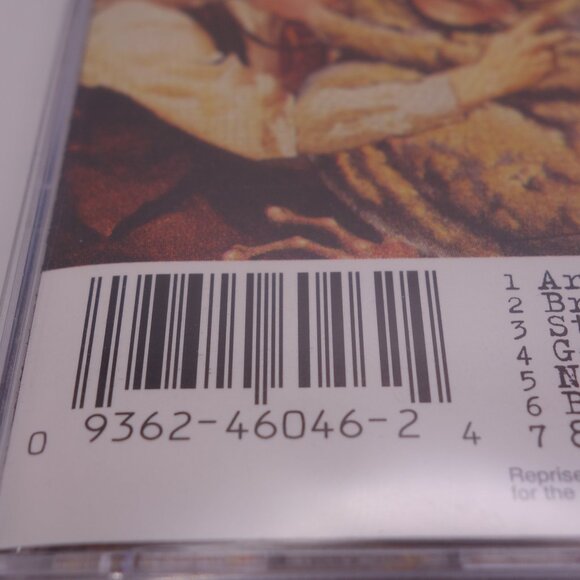 1 Ar
2 Br
3 St
4 G
5 N
6
7 8
0 9362-46046-2 4
Reprise
for the